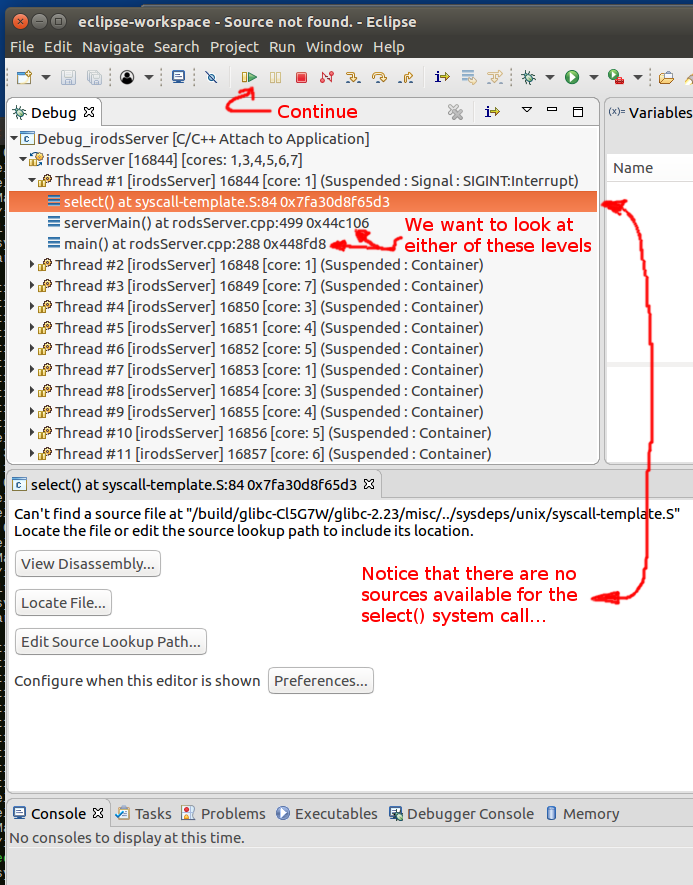 eclipse-workspace - Source not found. - Eclipse
File Edit Navigate Search Project Run Window Help
Continue
Debug
(x)= Variables
Debug_irodsServer [C/C++ Attach to Application]
irodsServer [16844] [cores: 1,3,4,5,6,7]
Name
Thread #1 [irodsServer] 16844 [core: 1] (Suspended : Signal : SIGINT:Interrupt)
select() at syscall-template.S:84 0x7fa30d8f65d3
serverMain() at rodsServer.cpp:499 0x44c106
main() at rodsServer.cpp:288 0x448fd8
We want to look at
either of these levels
Thread #2 [irodsServer] 16848 [core: 1] (Suspended : Container)
Thread #3 [irodsServer] 16849 [core: 7] (Suspended : Container)
Thread #4 [irodsServer] 16850 [core: 3] (Suspended : Container)
Thread #5 [irodsServer] 16851 [core: 4] (Suspended : Container)
Thread #6 [irodsServer] 16852 [core: 5] (Suspended : Container)
Thread #7 [irodsServer] 16853 [core: 1] (Suspended : Container)
Thread #8 [irodsServer] 16854 [core: 3] (Suspended : Container)
Thread #9 [irodsServer] 16855 [core: 4] (Suspended : Container)
Thread #10 [irodsServer] 16856 [core: 5] (Suspended : Container)
Thread #11 [irodsServer] 16857 [core: 6] (Suspended : Container)
select() at syscall-template.S:84 0x7fa30d8f65d3
Can't find a source file at "/build/glibc-Cl5G7W/glibc-2.23/misc/../sysdeps/unix/syscall-template.S"
Locate the file or edit the source lookup path to include its location.
View Disassembly...
Locate File...
Edit Source Lookup Path...
Notice that there are no
sources available for the
select() system call...
Configure when this editor is shown Preferences...
Console Tasks Problems Executables Debugger Console Memory
No consoles to display at this time.